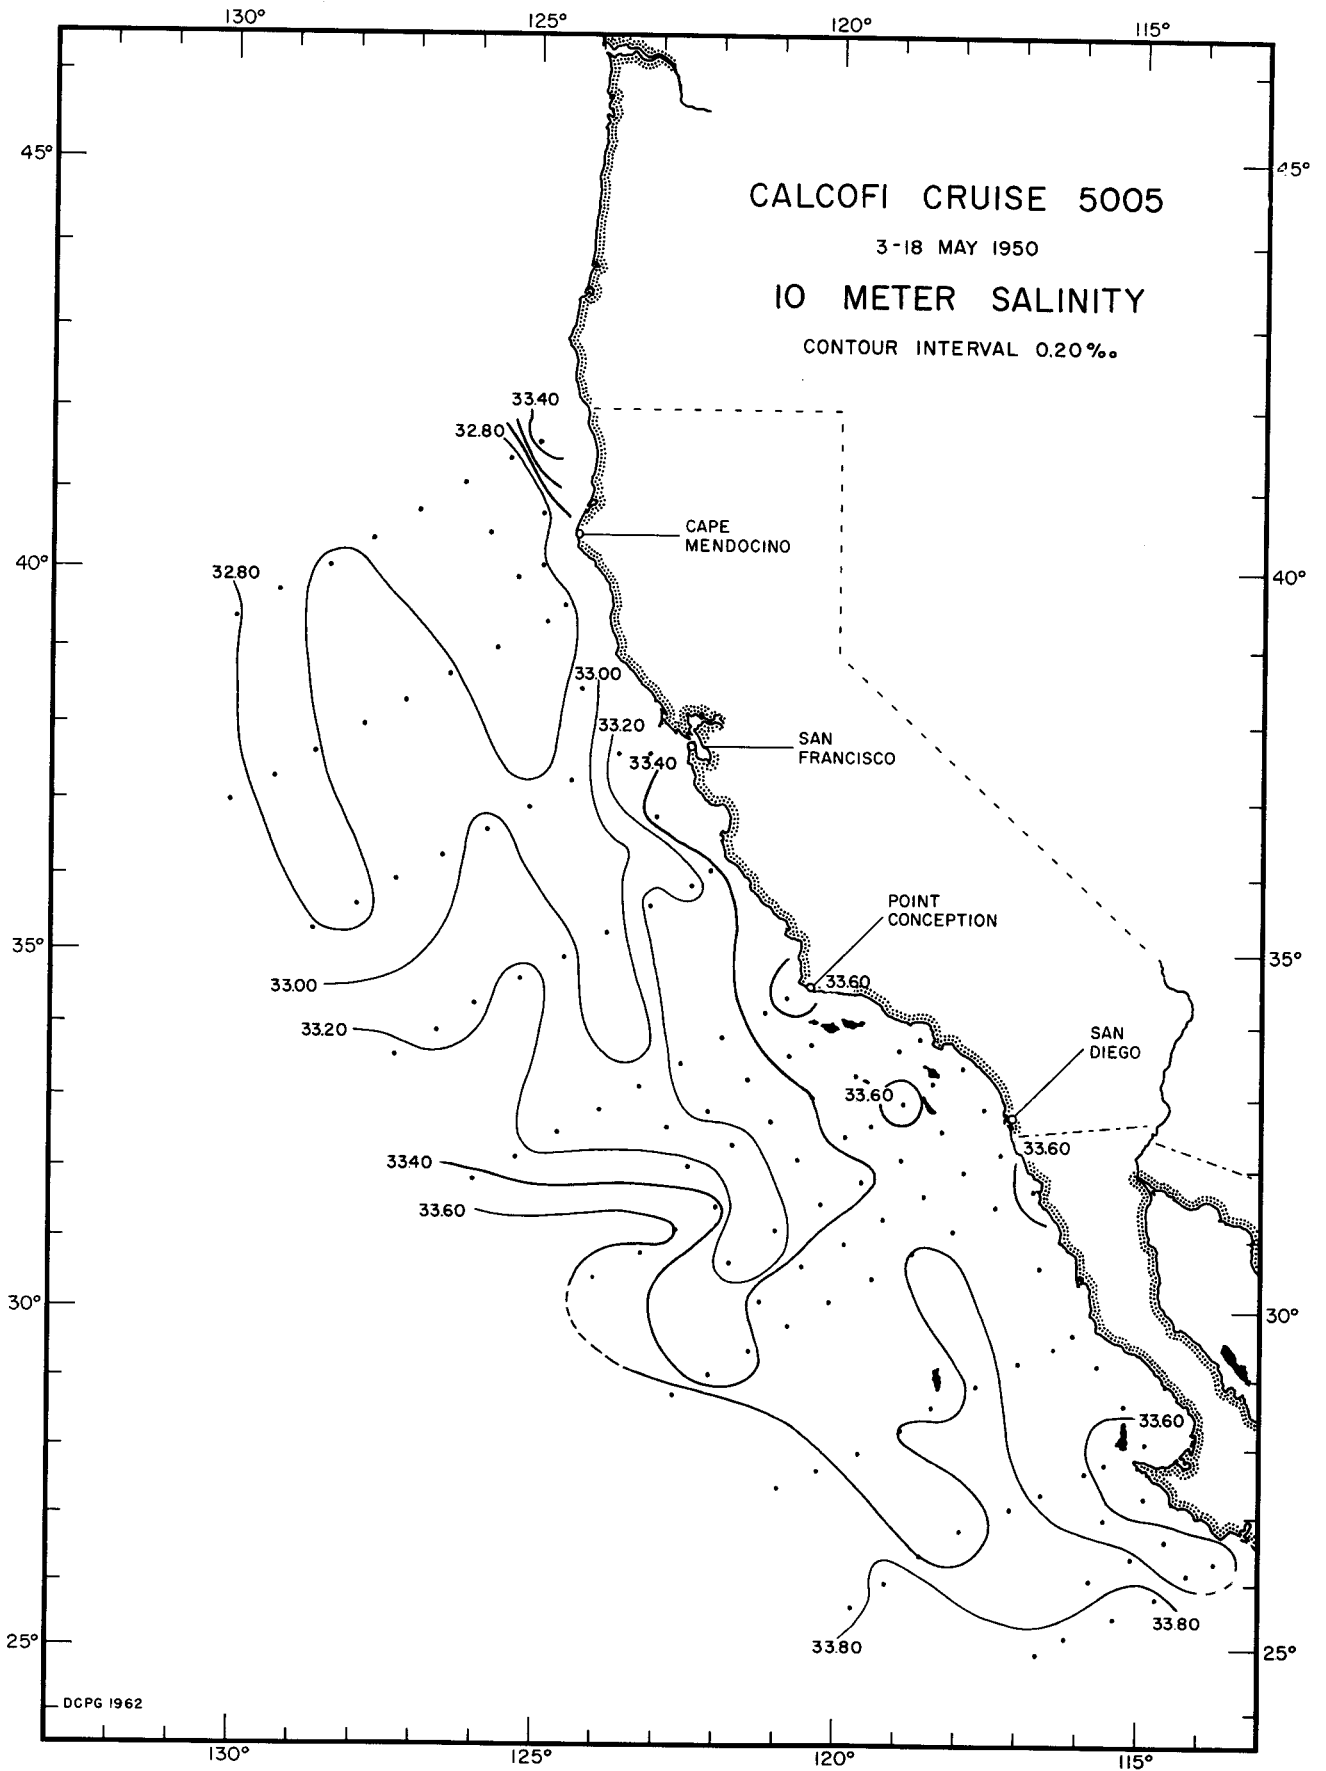 130° 125° 120° 115°
45° 45°
CALCOFI CRUISE 5005
3-18 MAY 1950
10 METER SALINITY
CONTOUR INTERVAL 0.20‰
33.40
32.80
CAPE
MENDOCINO
40° 40°
32.80
33.00
33.20
SAN
FRANCISCO
33.40
POINT
CONCEPTION
35° 35°
33.00
33.60
33.20
SAN
DIEGO
33.60
33.60
33.40
33.60
30° 30°
33.60
33.80
33.80
25° 25°
DCPG 1962
130° 125° 120° 115°